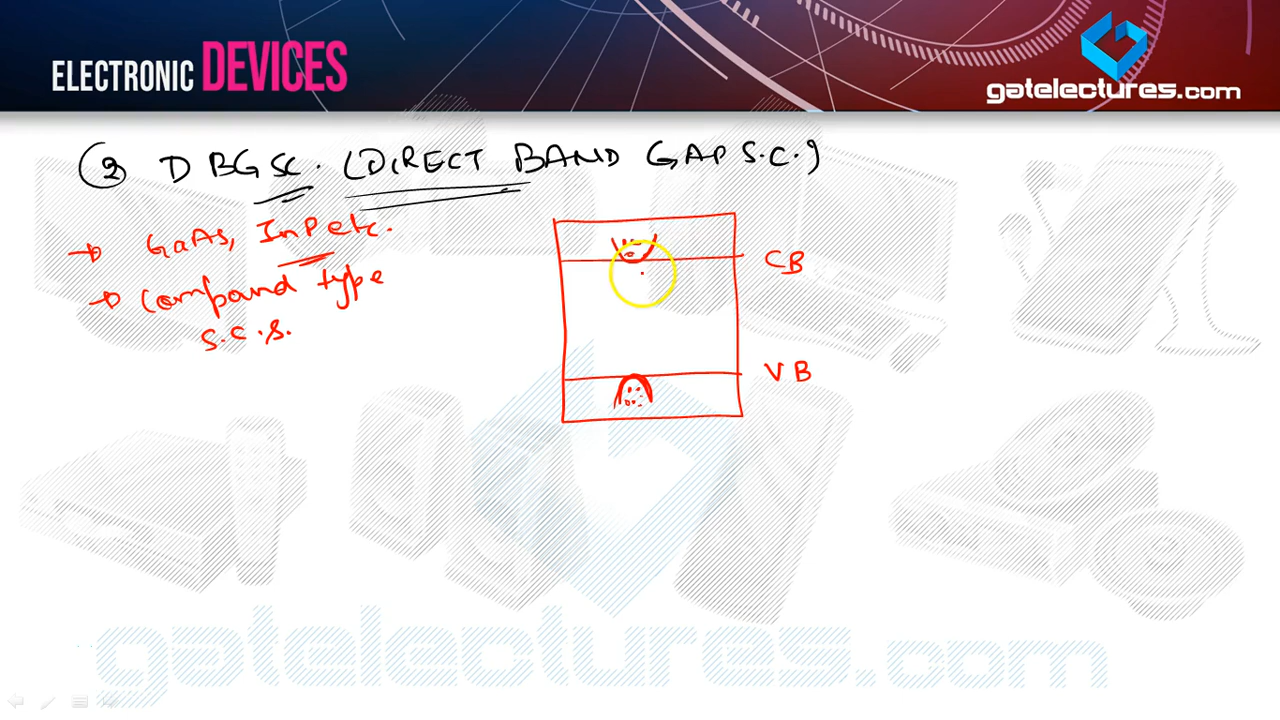 ELECTRONIC DEVICES
gatelectures.com
(2) DBGSC. (DIRECT BAND GAP S.C.)
→ GaAs, InP etc.
→ Compound type
S.C.S.
CB
VB
gatelectures.com